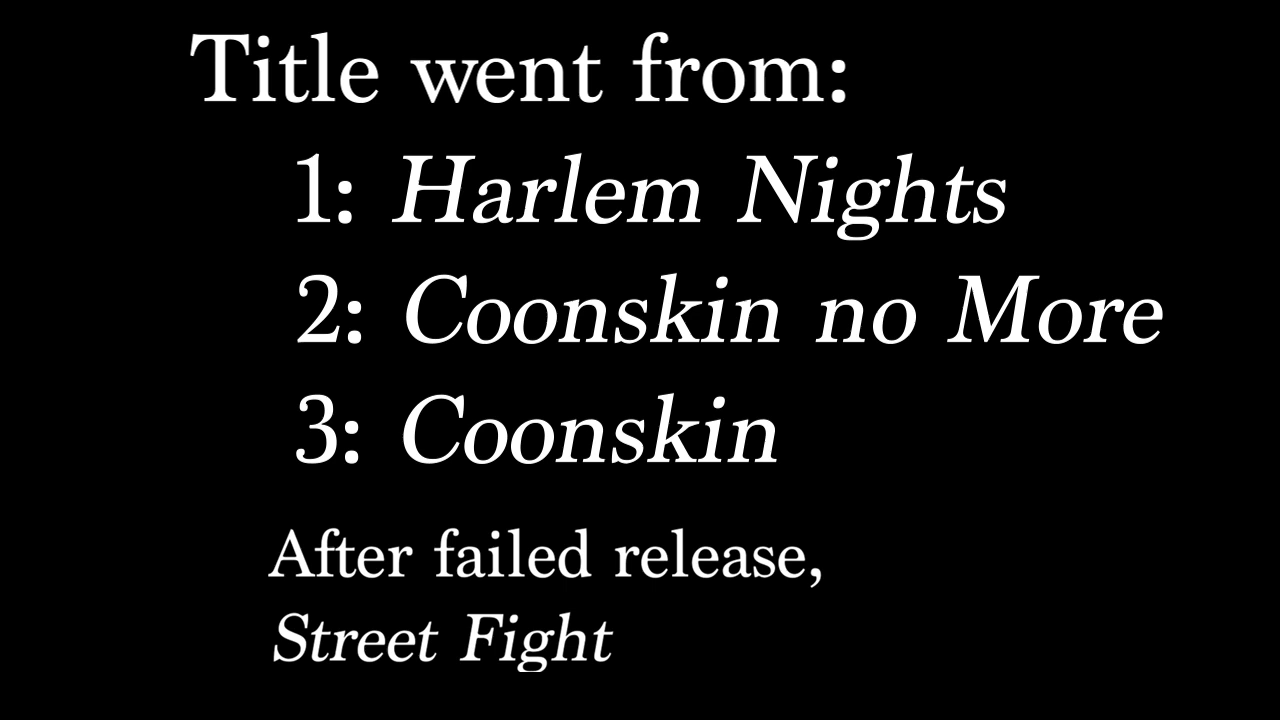 Title went from:
1: Harlem Nights
2: Coonskin no More
3: Coonskin
After failed release,
Street Fight